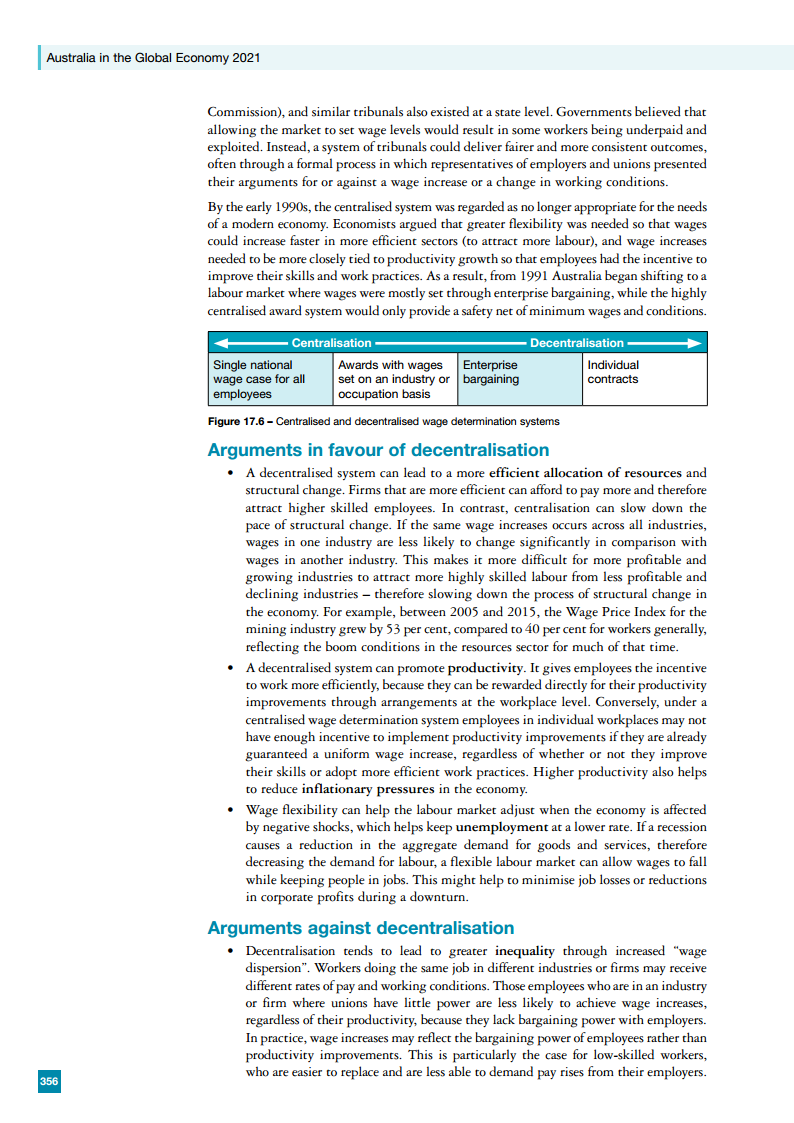 Australia in the Global Economy 2021
Commission), and similar tribunals also existed at a state level. Governments believed that
allowing the market to set wage levels would result in some workers being underpaid and
exploited. Instead, a system of tribunals could deliver fairer and more consistent outcomes,
often through a formal process in which representatives of employers and unions presented
their arguments for or against a wage increase or a change in working conditions.
By the early 1990s, the centralised system was regarded as no longer appropriate for the needs
of a modern economy. Economists argued that greater flexibility was needed so that wages
could increase faster in more efficient sectors (to attract more labour), and wage increases
needed to be more closely tied to productivity growth so that employees had the incentive to
improve their skills and work practices. As a result, from 1991 Australia began shifting to a
labour market where wages were mostly set through enterprise bargaining, while the highly
centralised award system would only provide a safety net of minimum wages and conditions.
Centralisation Decentralisation
Single national
wage case for all
employees
Awards with wages
set on an industry or
occupation basis
Enterprise
bargaining
Individual
contracts
Figure 17.6 – Centralised and decentralised wage determination systems
Arguments in favour of decentralisation
• A decentralised system can lead to a more efficient allocation of resources and
structural change. Firms that are more efficient can afford to pay more and therefore
attract higher skilled employees. In contrast, centralisation can slow down the
pace of structural change. If the same wage increases occurs across all industries,
wages in one industry are less likely to change significantly in comparison with
wages in another industry. This makes it more difficult for more profitable and
growing industries to attract more highly skilled labour from less profitable and
declining industries – therefore slowing down the process of structural change in
the economy. For example, between 2005 and 2015, the Wage Price Index for the
mining industry grew by 53 per cent, compared to 40 per cent for workers generally,
reflecting the boom conditions in the resources sector for much of that time.
• A decentralised system can promote productivity. It gives employees the incentive
to work more efficiently, because they can be rewarded directly for their productivity
improvements through arrangements at the workplace level. Conversely, under a
centralised wage determination system employees in individual workplaces may not
have enough incentive to implement productivity improvements if they are already
guaranteed a uniform wage increase, regardless of whether or not they improve
their skills or adopt more efficient work practices. Higher productivity also helps
to reduce inflationary pressures in the economy.
• Wage flexibility can help the labour market adjust when the economy is affected
by negative shocks, which helps keep unemployment at a lower rate. If a recession
causes a reduction in the aggregate demand for goods and services, therefore
decreasing the demand for labour, a flexible labour market can allow wages to fall
while keeping people in jobs. This might help to minimise job losses or reductions
in corporate profits during a downturn.
Arguments against decentralisation
• Decentralisation tends to lead to greater inequality through increased “wage
dispersion”. Workers doing the same job in different industries or firms may receive
different rates of pay and working conditions. Those employees who are in an industry
or firm where unions have little power are less likely to achieve wage increases,
regardless of their productivity, because they lack bargaining power with employers.
In practice, wage increases may reflect the bargaining power of employees rather than
productivity improvements. This is particularly the case for low-skilled workers,
who are easier to replace and are less able to demand pay rises from their employers.
356